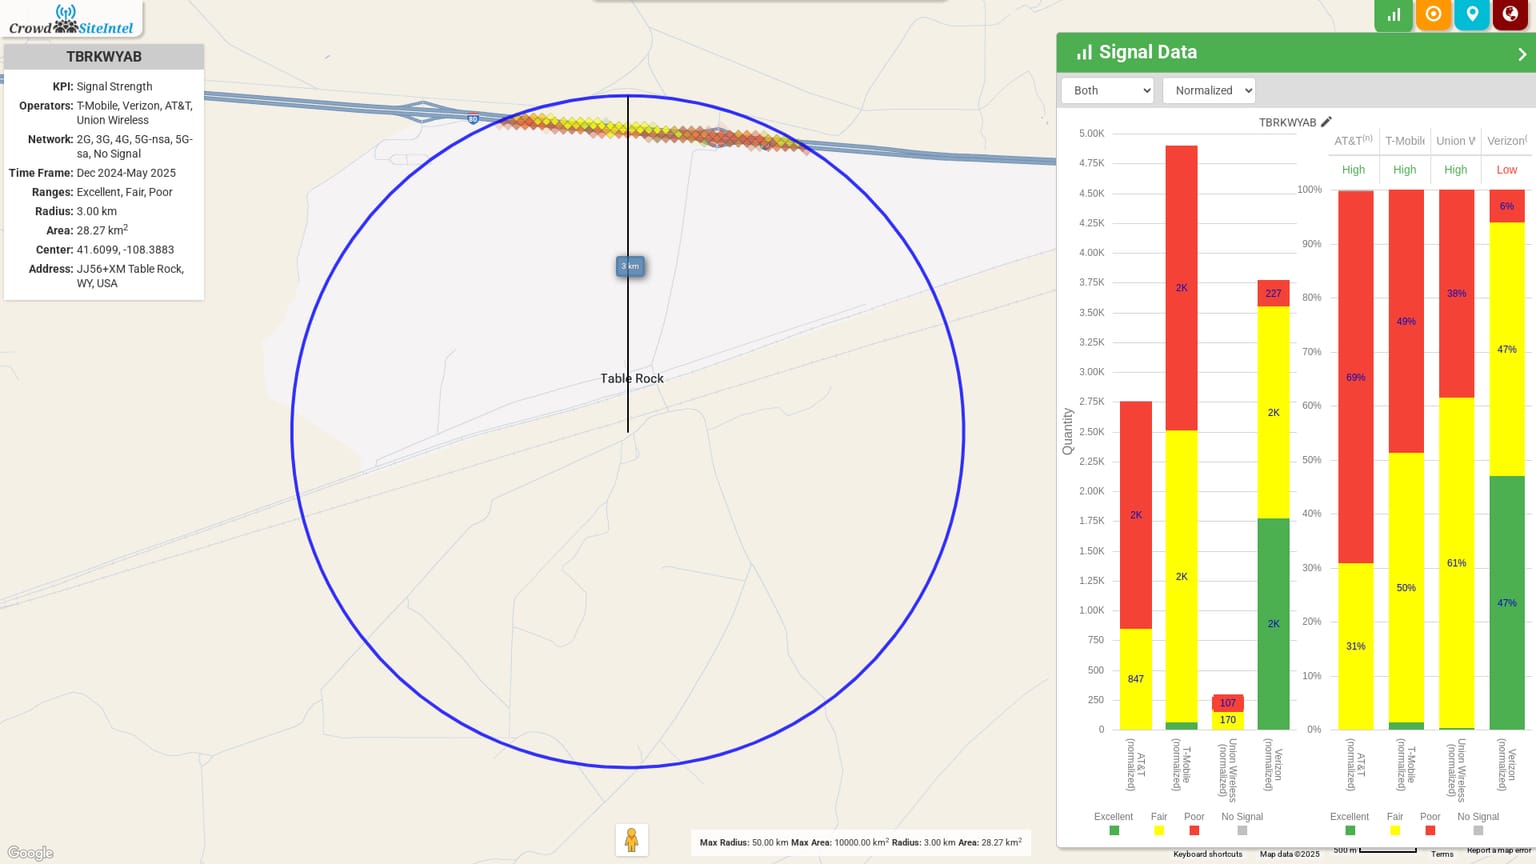 Crowd SiteIntel
TBRKWYAB
KPI: Signal Strength
Operators: T-Mobile, Verizon, AT&T,
Union Wireless
Network: 2G, 3G, 4G, 5G-nsa, 5G-
sa, No Signal
Time Frame: Dec 2024-May 2025
Ranges: Excellent, Fair, Poor
Radius: 3.00 km
Area: 28.27 km2
Center: 41.6099, -108.3883
Address: JJ56+XM Table Rock,
WY, USA
80
3 km
Table Rock
Google
Max Radius: 50.00 km Max Area: 10000.00 km2 Radius: 3.00 km Area: 28.27 km2
Signal Data
Both
Normalized
TBRKWYAB
Quantity
5.00K
4.75K
4.50K
4.25K
4.00K
3.75K
3.50K
3.25K
3.00K
2.75K
2.50K
2.25K
2.00K
1.75K
1.50K
1.25K
1.00K
750
500
250
0
2K
847
2K
2K
107
170
227
2K
2K
AT&T
(normalized)
T-Mobile
(normalized)
Union Wireless
(normalized)
Verizon
(normalized)
Excellent Fair Poor No Signal
AT&T(n) T-Mobile Union W Verizon(
High High High Low
100%
90%
80%
70%
60%
50%
40%
30%
20%
10%
0%
69%
31%
49%
50%
38%
61%
6%
47%
47%
AT&T
(normalized)
T-Mobile
(normalized)
Union Wireless
(normalized)
Verizon
(normalized)
Excellent Fair Poor No Signal
Keyboard shortcuts Map data ©2025 500 m Terms Report a map error